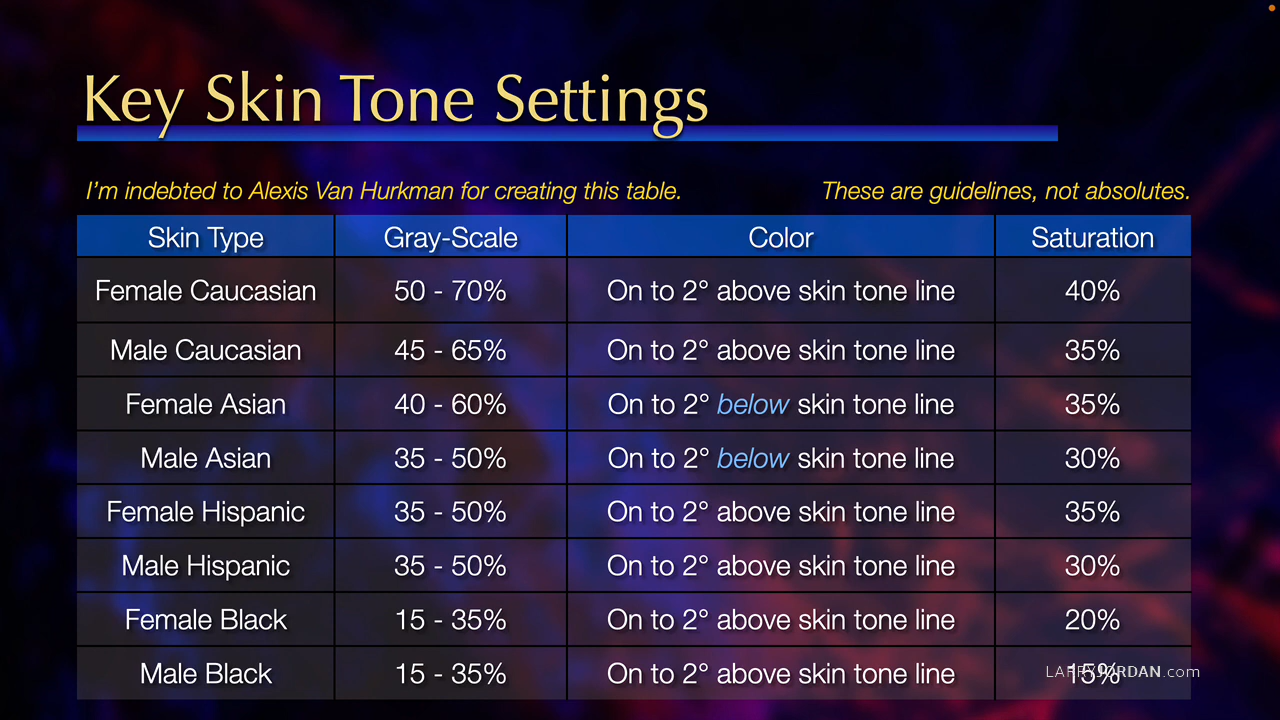 Key Skin Tone Settings
I'm indebted to Alexis Van Hurkman for creating this table. These are guidelines, not absolutes.
Skin Type Gray-Scale Color Saturation
Female Caucasian 50 - 70% On to 2° above skin tone line 40%
Male Caucasian 45 - 65% On to 2° above skin tone line 35%
Female Asian 40 - 60% On to 2° below skin tone line 35%
Male Asian 35 - 50% On to 2° below skin tone line 30%
Female Hispanic 35 - 50% On to 2° above skin tone line 35%
Male Hispanic 35 - 50% On to 2° above skin tone line 30%
Female Black 15 - 35% On to 2° above skin tone line 20%
Male Black 15 - 35% On to 2° above skin tone line 15%
LARRYJORDAN.com